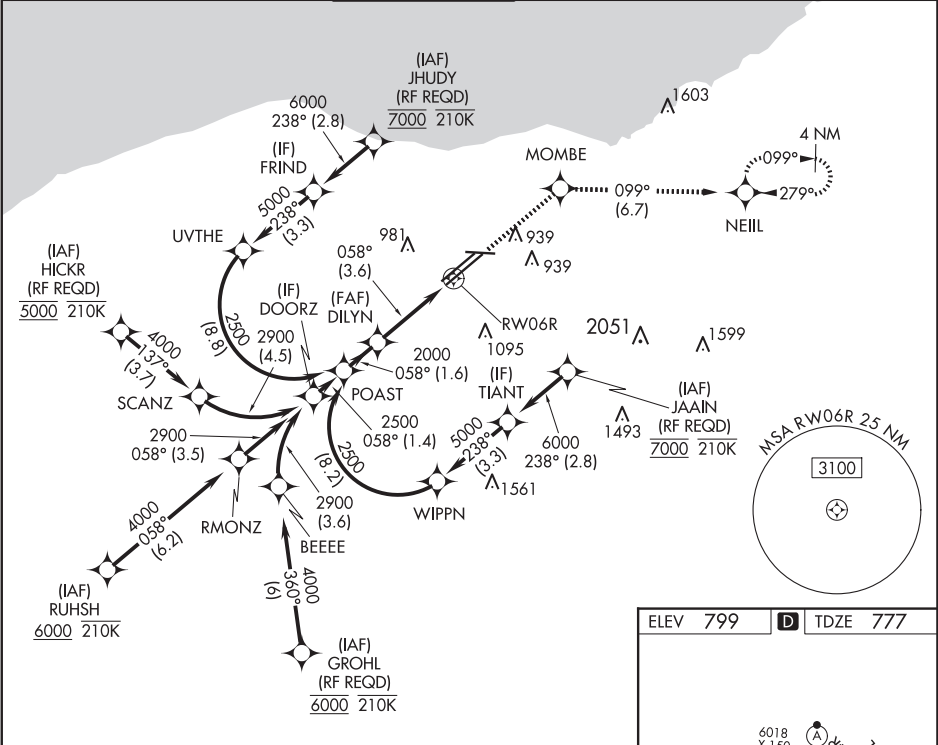 (IAF)
JHUDY
(RF REQD)
7000 210K
6000
238° (2.8)
(IF)
FRIND
5000
238°
(3.3)
UVTHE
1603
4 NM
099°
279°
MOMBE
099°
(6.7)
NEIIL
981
939
939
058°
(3.6)
(IAF)
HICKR
(RF REQD)
5000 210K
4000
137°
(3.7)
SCANZ
2500
(8.8)
(IF)
DOORZ
2900
(4.5)
(FAF)
DILYN
RW06R
1095
2051
1599
2000
058° (1.6)
POAST
2500
058° (1.4)
(IF)
TIANT
(IAF)
JAAIN
(RF REQD)
7000 210K
1493
6000
238° (2.8)
5000
238°
(3.3)
1561
WIPPN
2500
(8.2)
2900
058° (3.5)
RMONZ
2900
(3.6)
BEEEE
4000
058°
(6.2)
(IAF)
RUHSH
6000 210K
4000
360°
(6)
(IAF)
GROHL
(RF REQD)
6000 210K
MSA RW06R 25 NM
3100
ELEV 799 D TDZE 777
6018
X 150
A